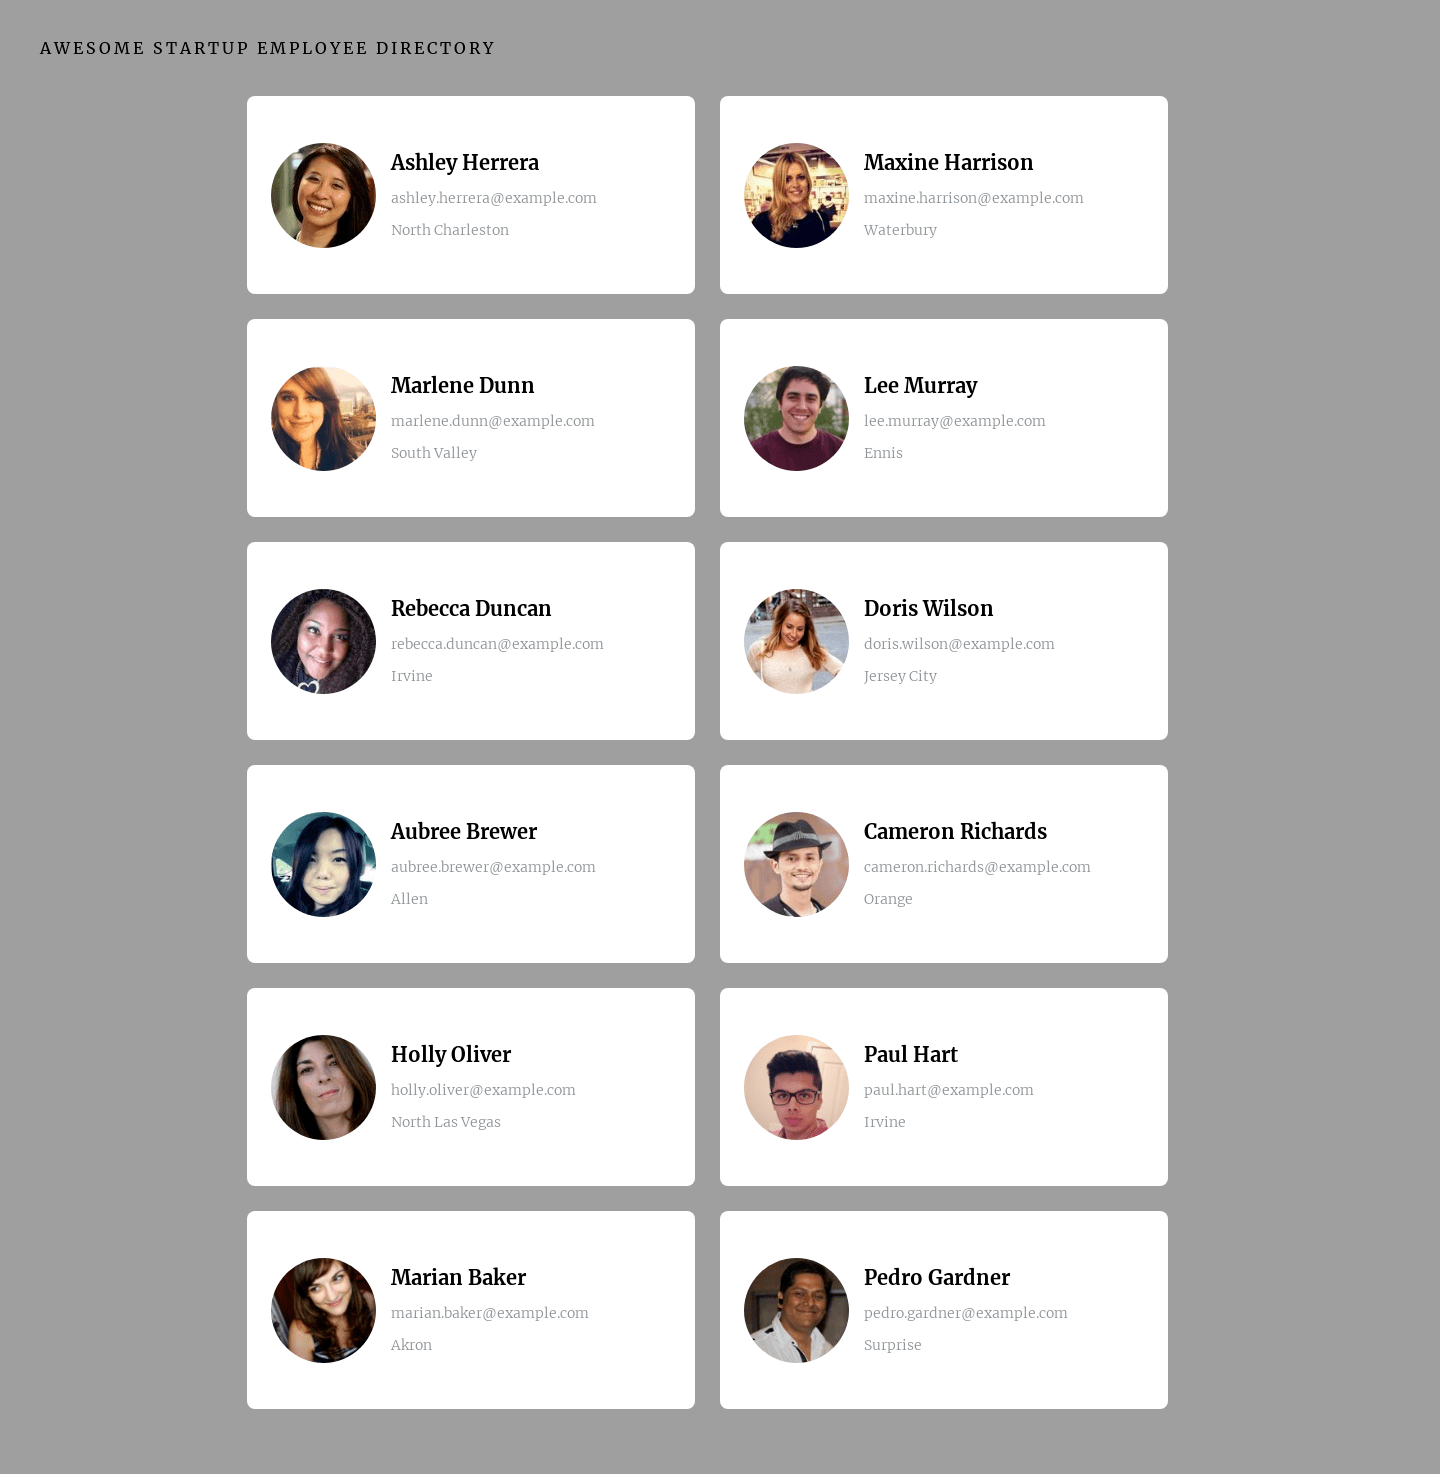 AWESOME STARTUP EMPLOYEE DIRECTORY
Ashley Herrera
ashley.herrera@example.com
North Charleston
Maxine Harrison
maxine.harrison@example.com
Waterbury
Marlene Dunn
marlene.dunn@example.com
South Valley
Lee Murray
lee.murray@example.com
Ennis
Rebecca Duncan
rebecca.duncan@example.com
Irvine
Doris Wilson
doris.wilson@example.com
Jersey City
Aubree Brewer
aubree.brewer@example.com
Allen
Cameron Richards
cameron.richards@example.com
Orange
Holly Oliver
holly.oliver@example.com
North Las Vegas
Paul Hart
paul.hart@example.com
Irvine
Marian Baker
marian.baker@example.com
Akron
Pedro Gardner
pedro.gardner@example.com
Surprise